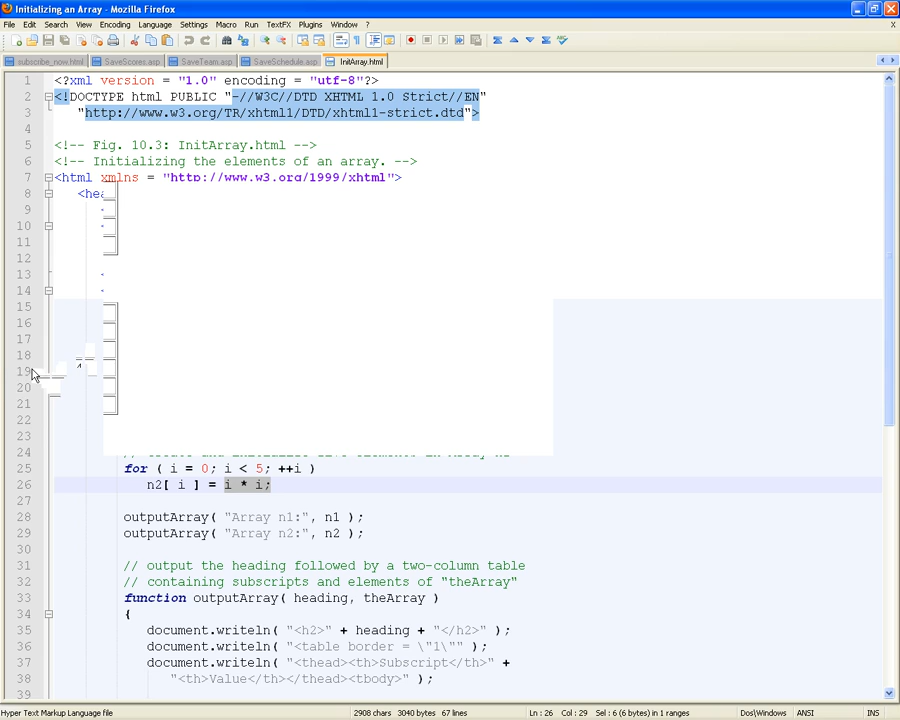 Initializing an Array - Mozilla Firefox
File Edit Search View Encoding Language Settings Macro Run TextFX Plugins Window ?
subscribe_now.html SaveScores.asp SaveTeam.asp SaveSchedule.asp InitArray.html
1 <?xml version = "1.0" encoding = "utf-8"?>
2 <!DOCTYPE html PUBLIC "-//W3C//DTD XHTML 1.0 Strict//EN"
3 "http://www.w3.org/TR/xhtml1/DTD/xhtml1-strict.dtd">
4
5 <!-- Fig. 10.3: InitArray.html -->
6 <!-- Initializing the elements of an array. -->
7 <html xmlns = "http://www.w3.org/1999/xhtml">
8 <hea
9
10
11
12
13 <
14 <
15
16
17
18
19
20
21
22
23
24
25 for ( i = 0; i < 5; ++i )
26 n2[ i ] = i * i;
28 outputArray( "Array n1:", n1 );
29 outputArray( "Array n2:", n2 );
30
31 // output the heading followed by a two-column table
32 // containing subscripts and elements of "theArray"
33 function outputArray( heading, theArray )
34 {
35 document.writeln( "<h2>" + heading + "</h2>" );
36 document.writeln( "<table border = \"1\"" );
37 document.writeln( "<thead><th>Subscript</th>" +
38 "<th>Value</th></thead><tbody>" );
39
Hyper Text Markup Language file 2908 chars 3040 bytes 67 lines Ln : 26 Col : 29 Sel : 6 (6 bytes) in 1 ranges Dos\Windows ANSI INS